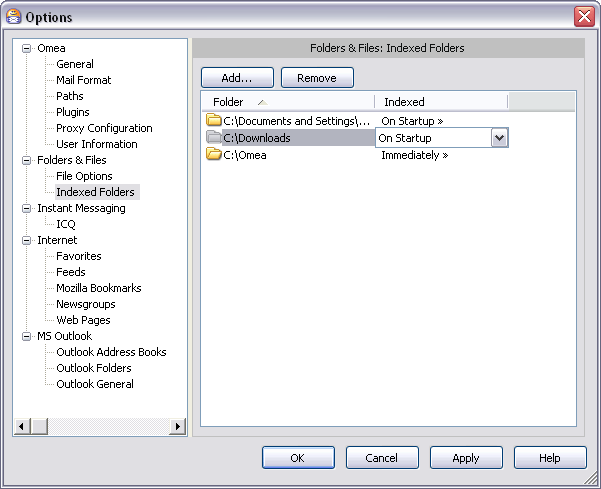 Options
Omea
General
Mail Format
Paths
Plugins
Proxy Configuration
User Information
Folders & Files
File Options
Indexed Folders
Instant Messaging
ICQ
Internet
Favorites
Feeds
Mozilla Bookmarks
Newsgroups
Web Pages
MS Outlook
Outlook Address Books
Outlook Folders
Outlook General
Folders & Files: Indexed Folders
Add... Remove
Folder Indexed
C:\Documents and Settings\... On Startup »
C:\Downloads On Startup
C:\Omea Immediately »
OK Cancel Apply Help